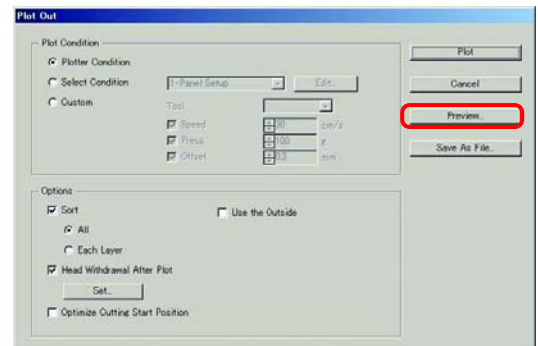 Plot Out
Plot Condition
Plotter Condition
Select Condition
1-Panel Setup
Edit..
Custom
Tool
Speed
30
cm/s
Press
100
g
Offset
mm
Plot
Cancel
Preview..
Save As File..
Options
Sort
Use the Outside
All
Each Layer
Head Withdrawal After Plot
Set..
Optimize Cutting Start Position